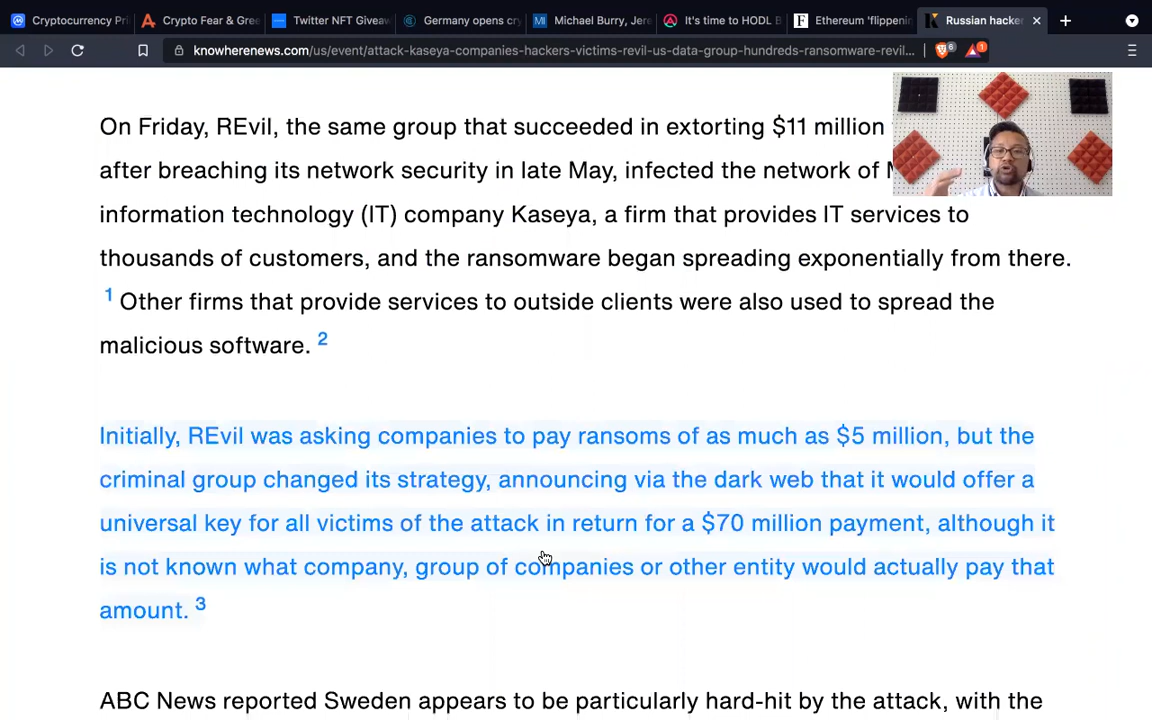 Cryptocurrency Pri
Crypto Fear & Gree
Twitter NFT Giveaw
Germany opens cry
Michael Burry, Jere
It's time to HODL B
Ethereum 'flippenin
Russian hacke
knowherenews.com/us/event/attack-kaseya-companies-hackers-victims-revil-us-data-group-hundreds-ransomware-revil...
6
1
On Friday, REvil, the same group that succeeded in extorting $11 million
after breaching its network security in late May, infected the network of
information technology (IT) company Kaseya, a firm that provides IT services to
thousands of customers, and the ransomware began spreading exponentially from there.
1 Other firms that provide services to outside clients were also used to spread the
malicious software. 2
Initially, REvil was asking companies to pay ransoms of as much as $5 million, but the
criminal group changed its strategy, announcing via the dark web that it would offer a
universal key for all victims of the attack in return for a $70 million payment, although it
is not known what company, group of companies or other entity would actually pay that
amount. 3
ABC News reported Sweden appears to be particularly hard-hit by the attack, with the